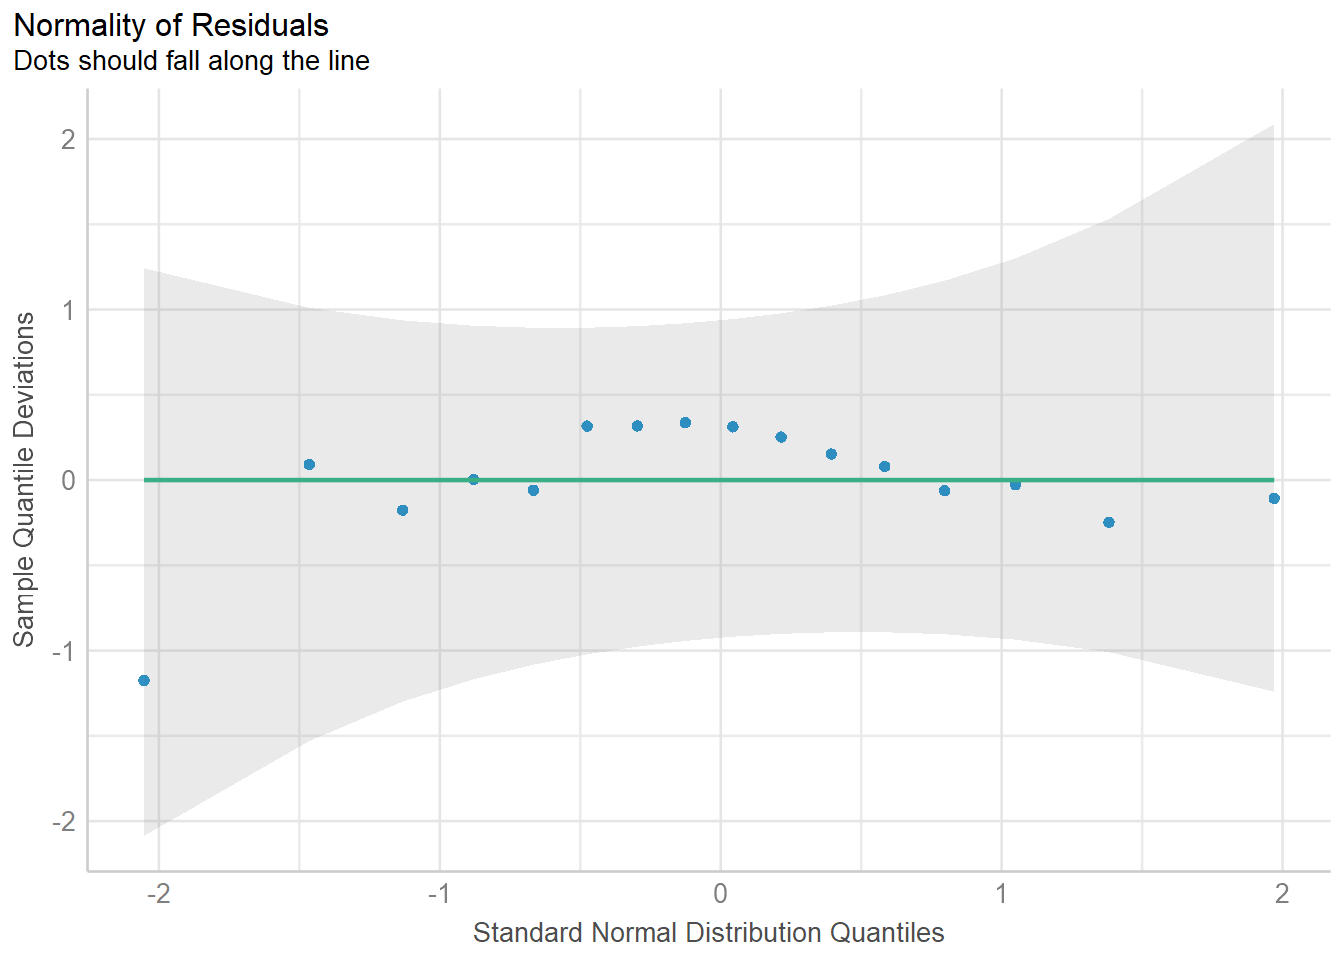 Normality of Residuals
Dots should fall along the line
Sample Quantile Deviations
2
1
0
-1
-2
-2
-1
0
1
2
Standard Normal Distribution Quantiles